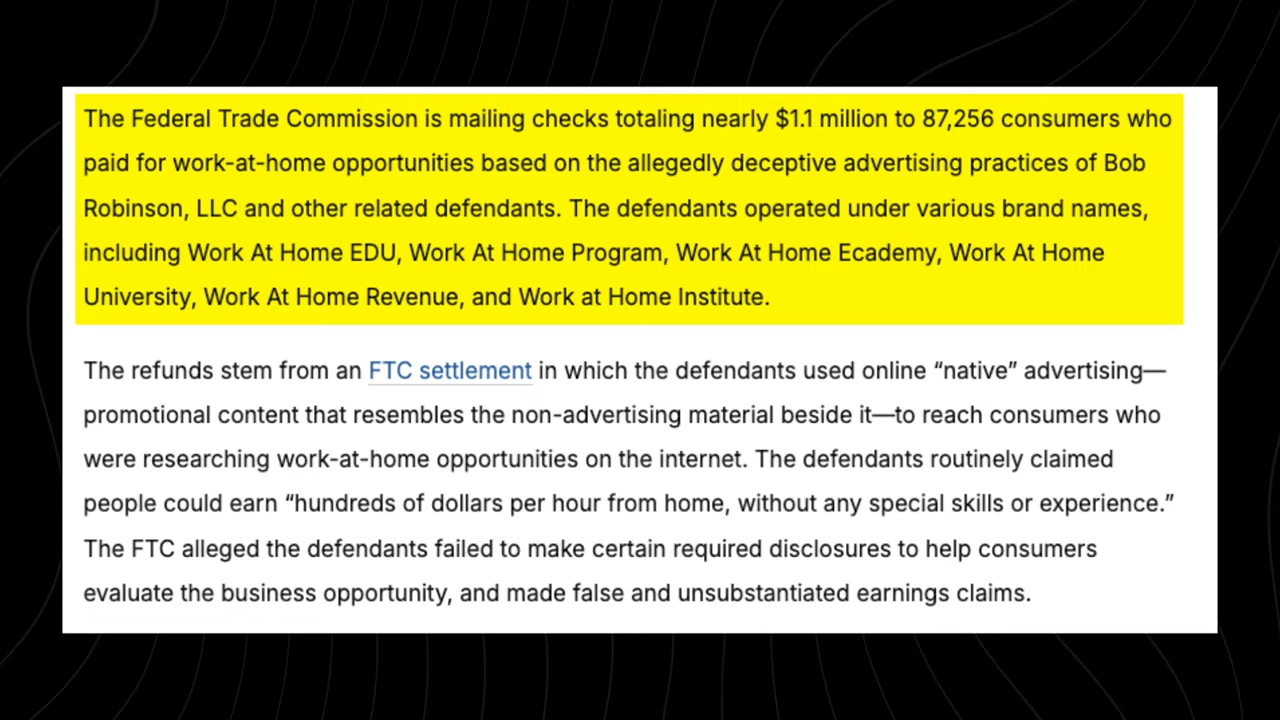 The Federal Trade Commission is mailing checks totaling nearly $1.1 million to 87,256 consumers who
paid for work-at-home opportunities based on the allegedly deceptive advertising practices of Bob
Robinson, LLC and other related defendants. The defendants operated under various brand names,
including Work At Home EDU, Work At Home Program, Work At Home Ecademy, Work At Home
University, Work At Home Revenue, and Work at Home Institute.
The refunds stem from an FTC settlement in which the defendants used online “native” advertising—
promotional content that resembles the non-advertising material beside it—to reach consumers who
were researching work-at-home opportunities on the internet. The defendants routinely claimed
people could earn “hundreds of dollars per hour from home, without any special skills or experience.”
The FTC alleged the defendants failed to make certain required disclosures to help consumers
evaluate the business opportunity, and made false and unsubstantiated earnings claims.